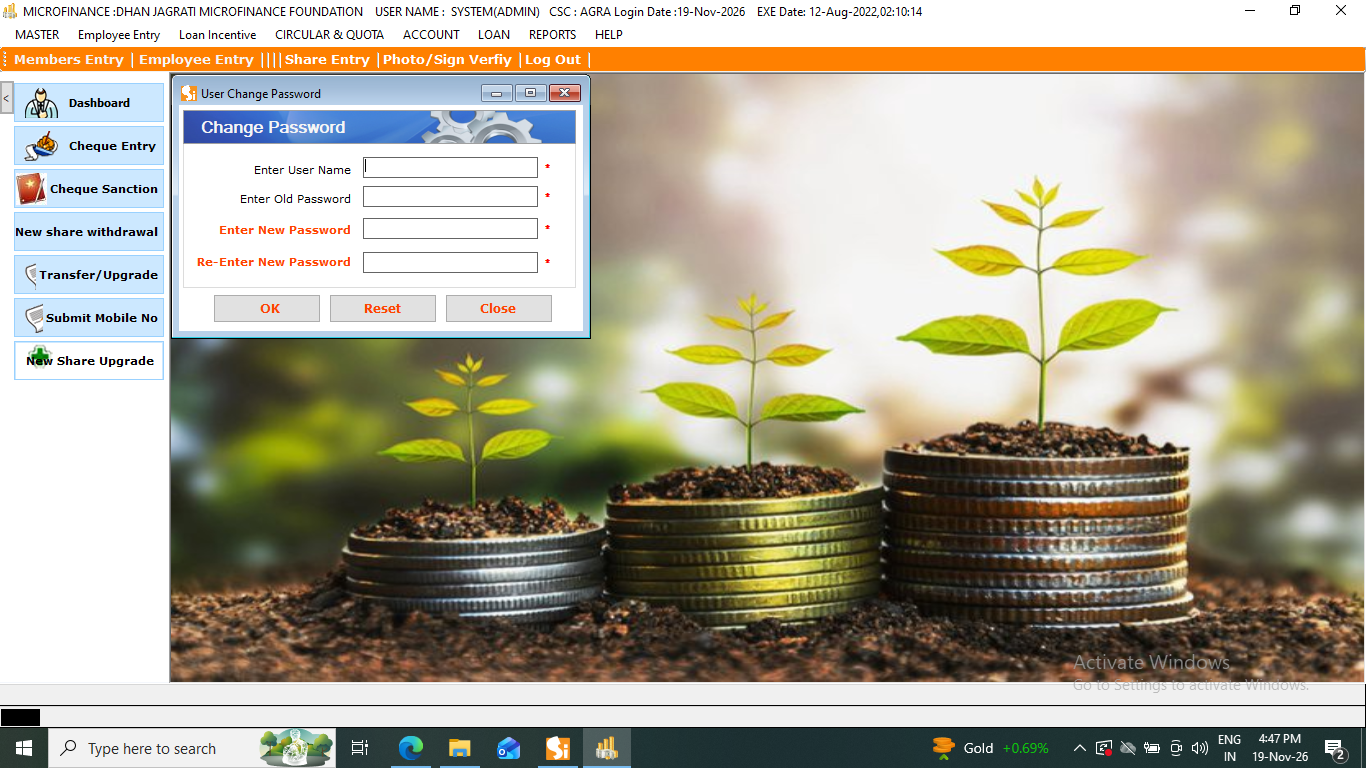 MICROFINANCE :DHAN JAGRATI MICROFINANCE FOUNDATION USER NAME : SYSTEM(ADMIN) CSC : AGRA Login Date :19-Nov-2026 EXE Date: 12-Aug-2022,02:10:14
MASTER Employee Entry Loan Incentive CIRCULAR & QUOTA ACCOUNT LOAN REPORTS HELP
Members Entry | Employee Entry ||||Share Entry |Photo/Sign Verfiy |Log Out |
<
Dashboard
Cheque Entry
Cheque Sanction
New share withdrawal
Transfer/Upgrade
Submit Mobile No
New Share Upgrade
Si User Change Password
Change Password
Enter User Name *
Enter Old Password *
Enter New Password *
Re-Enter New Password *
OK Reset Close
Activate Windows
Go to Settings to activate Windows.
Type here to search
Si
Gold +0.69%
ENG
IN
4:47 PM
19-Nov-26
2